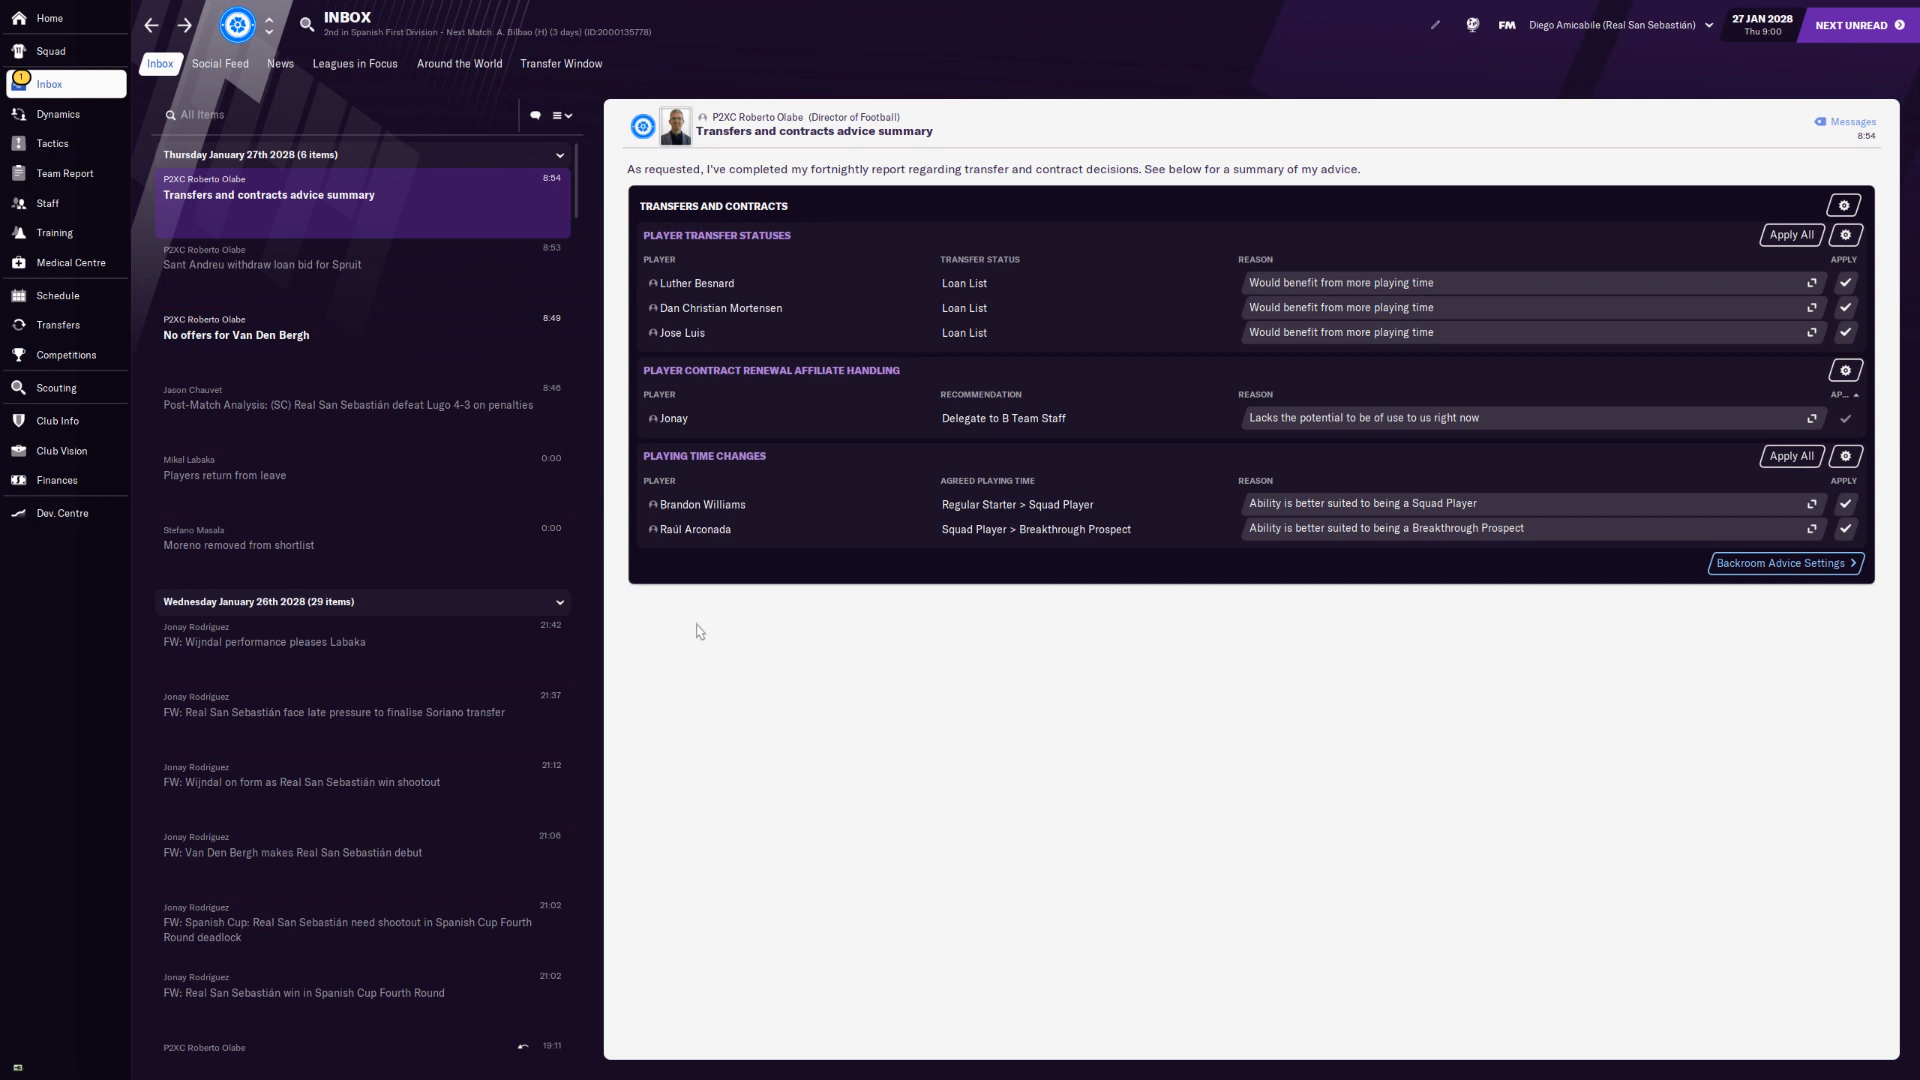 Home
Squad
1
Inbox
Dynamics
Tactics
Team Report
Staff
Training
Medical Centre
Schedule
Transfers
Competitions
Scouting
Club Info
Club Vision
Finances
Dev. Centre
INBOX
2nd in Spanish First Division - Next Match: A. Bilbao (H) (3 days) (ID:2000135778)
FM
Diego Amicabile (Real San Sebastián)
27 JAN 2028
Thu 9:00
NEXT UNREAD
Inbox Social Feed News Leagues in Focus Around the World Transfer Window
All Items
Thursday January 27th 2028 (6 items)
P2XC Roberto Olabe 8:54
Transfers and contracts advice summary
P2XC Roberto Olabe 8:53
Sant Andreu withdraw loan bid for Spruit
P2XC Roberto Olabe 8:49
No offers for Van Den Bergh
Jason Chauvet 8:46
Post-Match Analysis: (SC) Real San Sebastián defeat Lugo 4-3 on penalties
Mikel Labaka 0:00
Players return from leave
Stefano Masala 0:00
Moreno removed from shortlist
Wednesday January 26th 2028 (29 items)
Jonay Rodríguez 21:42
FW: Wijndal performance pleases Labaka
Jonay Rodríguez 21:37
FW: Real San Sebastián face late pressure to finalise Soriano transfer
Jonay Rodríguez 21:12
FW: Wijndal on form as Real San Sebastián win shootout
Jonay Rodríguez 21:06
FW: Van Den Bergh makes Real San Sebastián debut
Jonay Rodríguez 21:02
FW: Spanish Cup: Real San Sebastián need shootout in Spanish Cup Fourth
Round deadlock
Jonay Rodríguez 21:02
FW: Real San Sebastián win in Spanish Cup Fourth Round
P2XC Roberto Olabe 19:11
P2XC Roberto Olabe (Director of Football)
Transfers and contracts advice summary
Messages
8:54
As requested, I've completed my fortnightly report regarding transfer and contract decisions. See below for a summary of my advice.
TRANSFERS AND CONTRACTS
PLAYER TRANSFER STATUSES Apply All
PLAYER TRANSFER STATUS REASON APPLY
Luther Besnard Loan List Would benefit from more playing time
Dan Christian Mortensen Loan List Would benefit from more playing time
Jose Luis Loan List Would benefit from more playing time
PLAYER CONTRACT RENEWAL AFFILIATE HANDLING
PLAYER RECOMMENDATION REASON AP...
Jonay Delegate to B Team Staff Lacks the potential to be of use to us right now
PLAYING TIME CHANGES Apply All
PLAYER AGREED PLAYING TIME REASON APPLY
Brandon Williams Regular Starter > Squad Player Ability is better suited to being a Squad Player
Raúl Arconada Squad Player > Breakthrough Prospect Ability is better suited to being a Breakthrough Prospect
Backroom Advice Settings